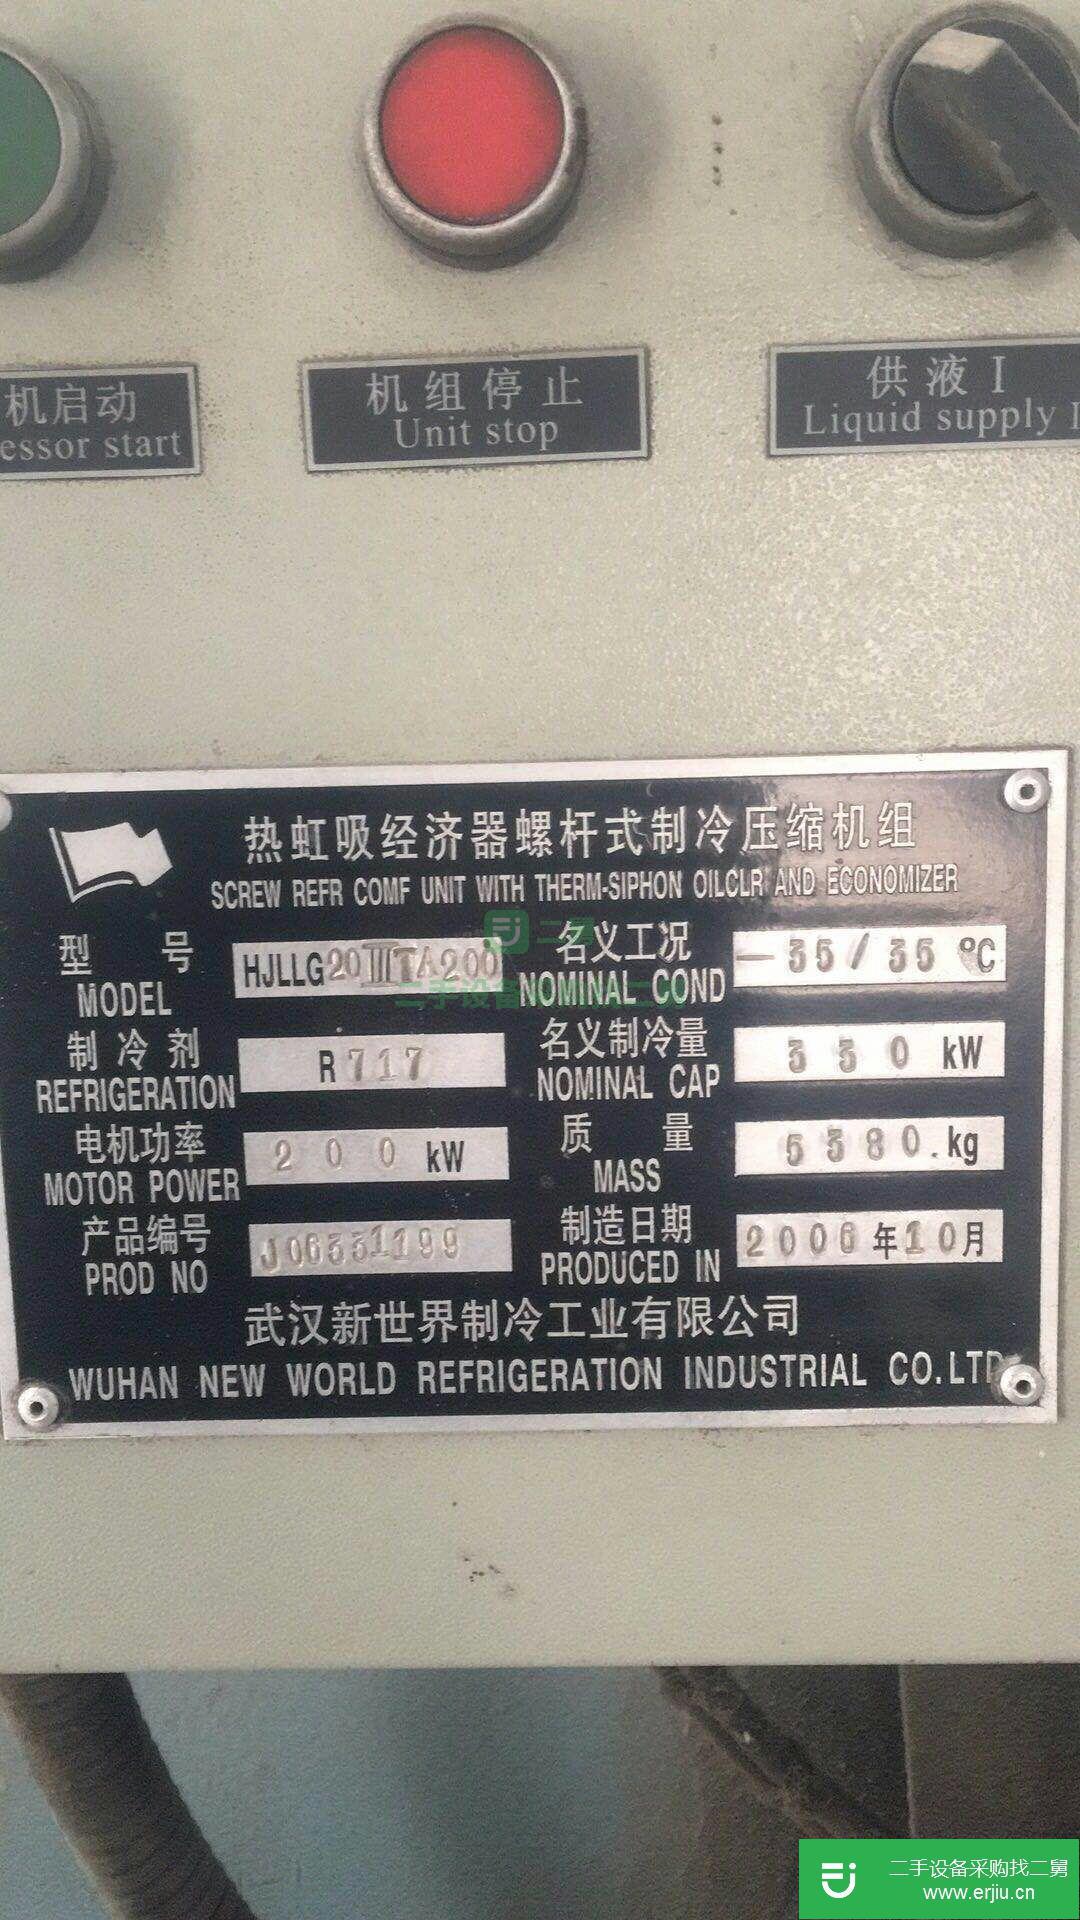 机启动
essor start
机组停止
Unit stop
供液 I
Liquid supply I
热虹吸经济器螺杆式制冷压缩机组
SCREW REFR COMF UNIT WITH THERM-SIPHON OILCLR AND ECONOMIZER
型 号 HJLLG20ⅢTA200 名义工况 -35/35 ℃
MODEL NOMINAL COND
制冷剂 R717 名义制冷量 330 kW
REFRIGERATION NOMINAL CAP
电机功率 200 kW 质 量 5380.kg
MOTOR POWER MASS
产品编号 J06331199 制造日期 2006年10月
PROD NO PRODUCED IN
武汉新世界制冷工业有限公司
WUHAN NEW WORLD REFRIGERATION INDUSTRIAL CO.LTD
二手设备采购找二舅
www.erjiu.cn